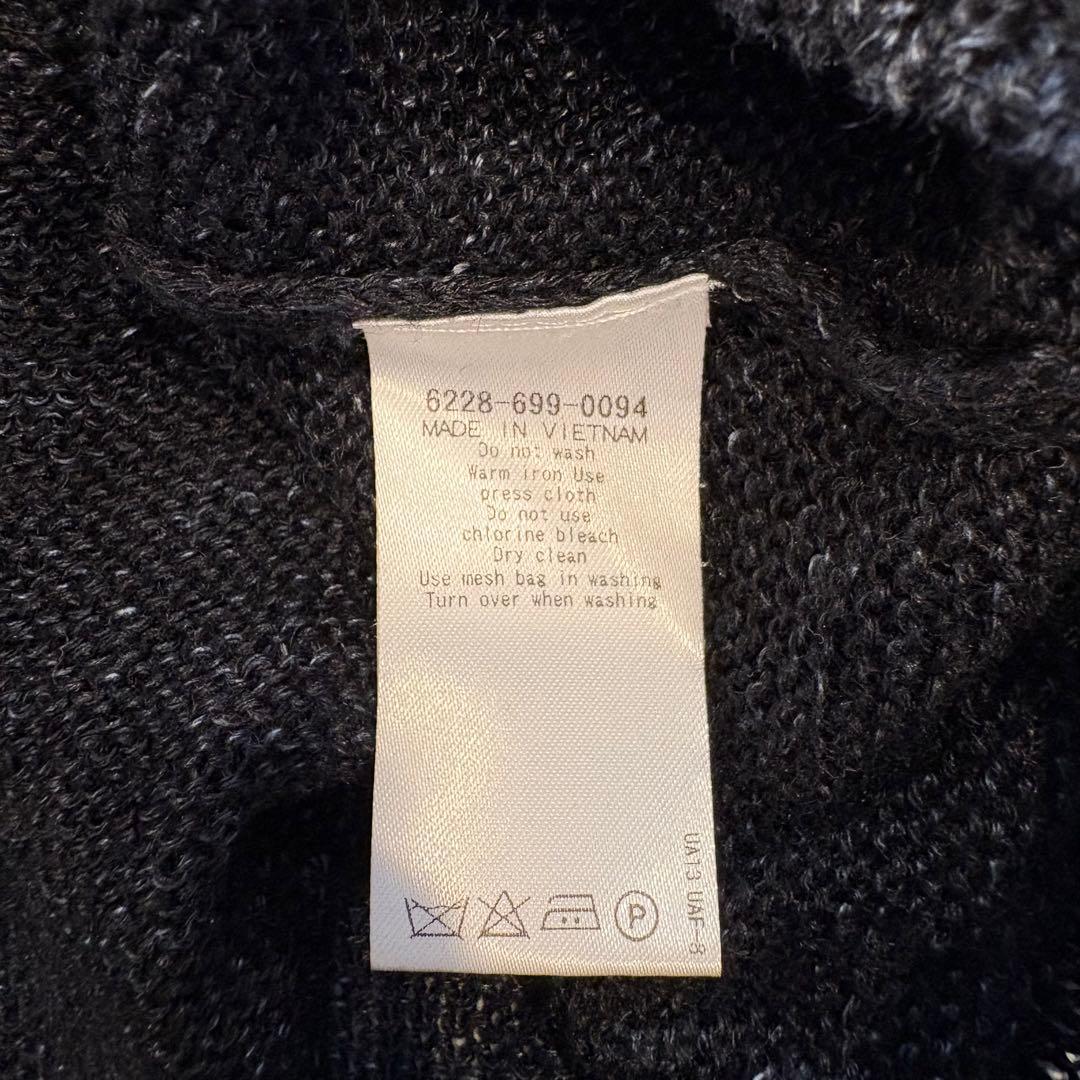 6228-699-0094
MADE IN VIETNAM
Do not wash
Warm iron Use
press cloth
Do not use
chlorine bleach
Dry clean
Use mesh bag in washing
Turn over when washing
UA13 UAF-8
P